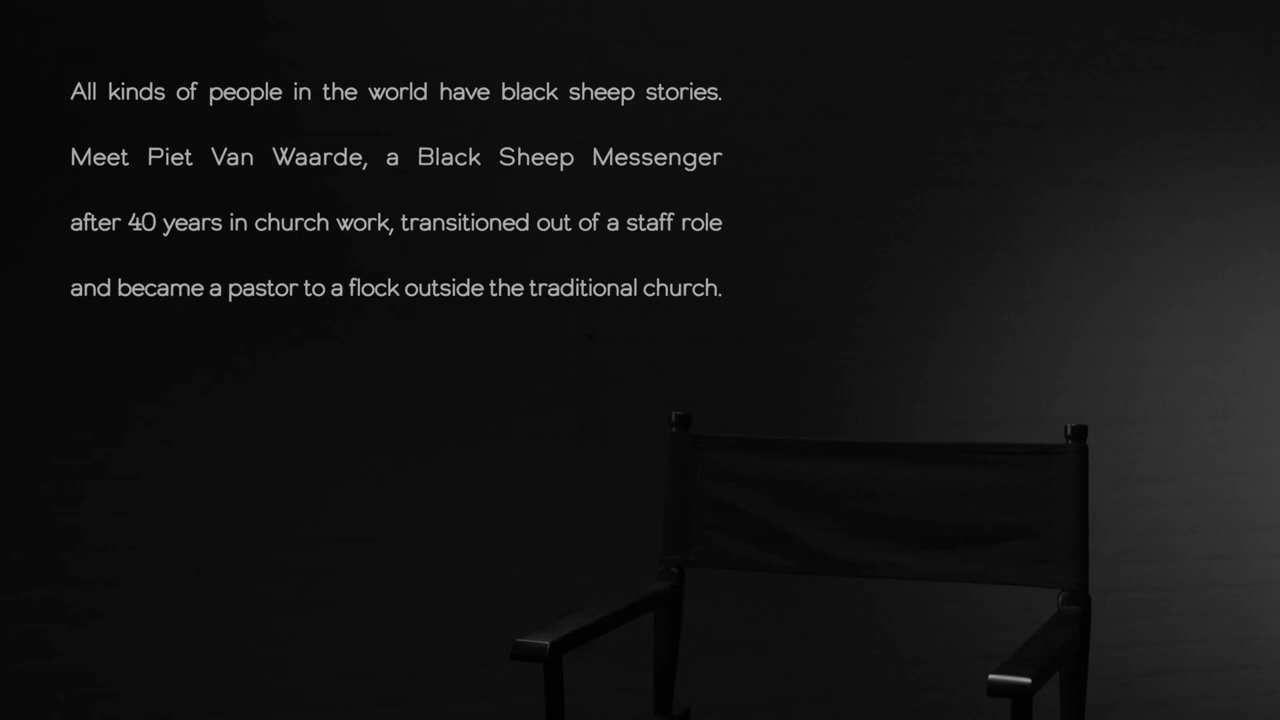 All kinds of people in the world have black sheep stories.
Meet Piet Van Waarde, a Black Sheep Messenger
after 40 years in church work, transitioned out of a staff role
and became a pastor to a flock outside the traditional church.